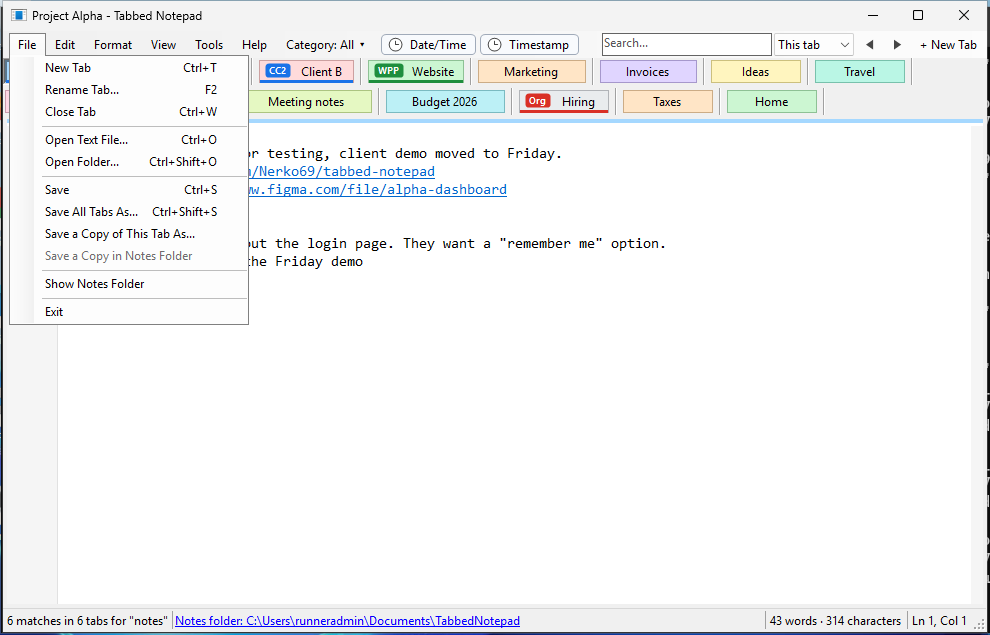 Project Alpha - Tabbed Notepad
File Edit Format View Tools Help Category: All Date/Time Timestamp Search... This tab + New Tab
CC2 Client B WPP Website Marketing Invoices Ideas Travel
Meeting notes Budget 2026 Org Hiring Taxes Home
New Tab Ctrl+T
Rename Tab... F2
Close Tab Ctrl+W
Open Text File... Ctrl+O
Open Folder... Ctrl+Shift+O
Save Ctrl+S
Save All Tabs As... Ctrl+Shift+S
Save a Copy of This Tab As...
Save a Copy in Notes Folder
Show Notes Folder
Exit
or testing, client demo moved to Friday.
/Nerko69/tabbed-notepad
w.figma.com/file/alpha-dashboard
out the login page. They want a "remember me" option.
the Friday demo
6 matches in 6 tabs for "notes" Notes folder: C:\Users\runneradmin\Documents\TabbedNotepad 43 words · 314 characters Ln 1, Col 1